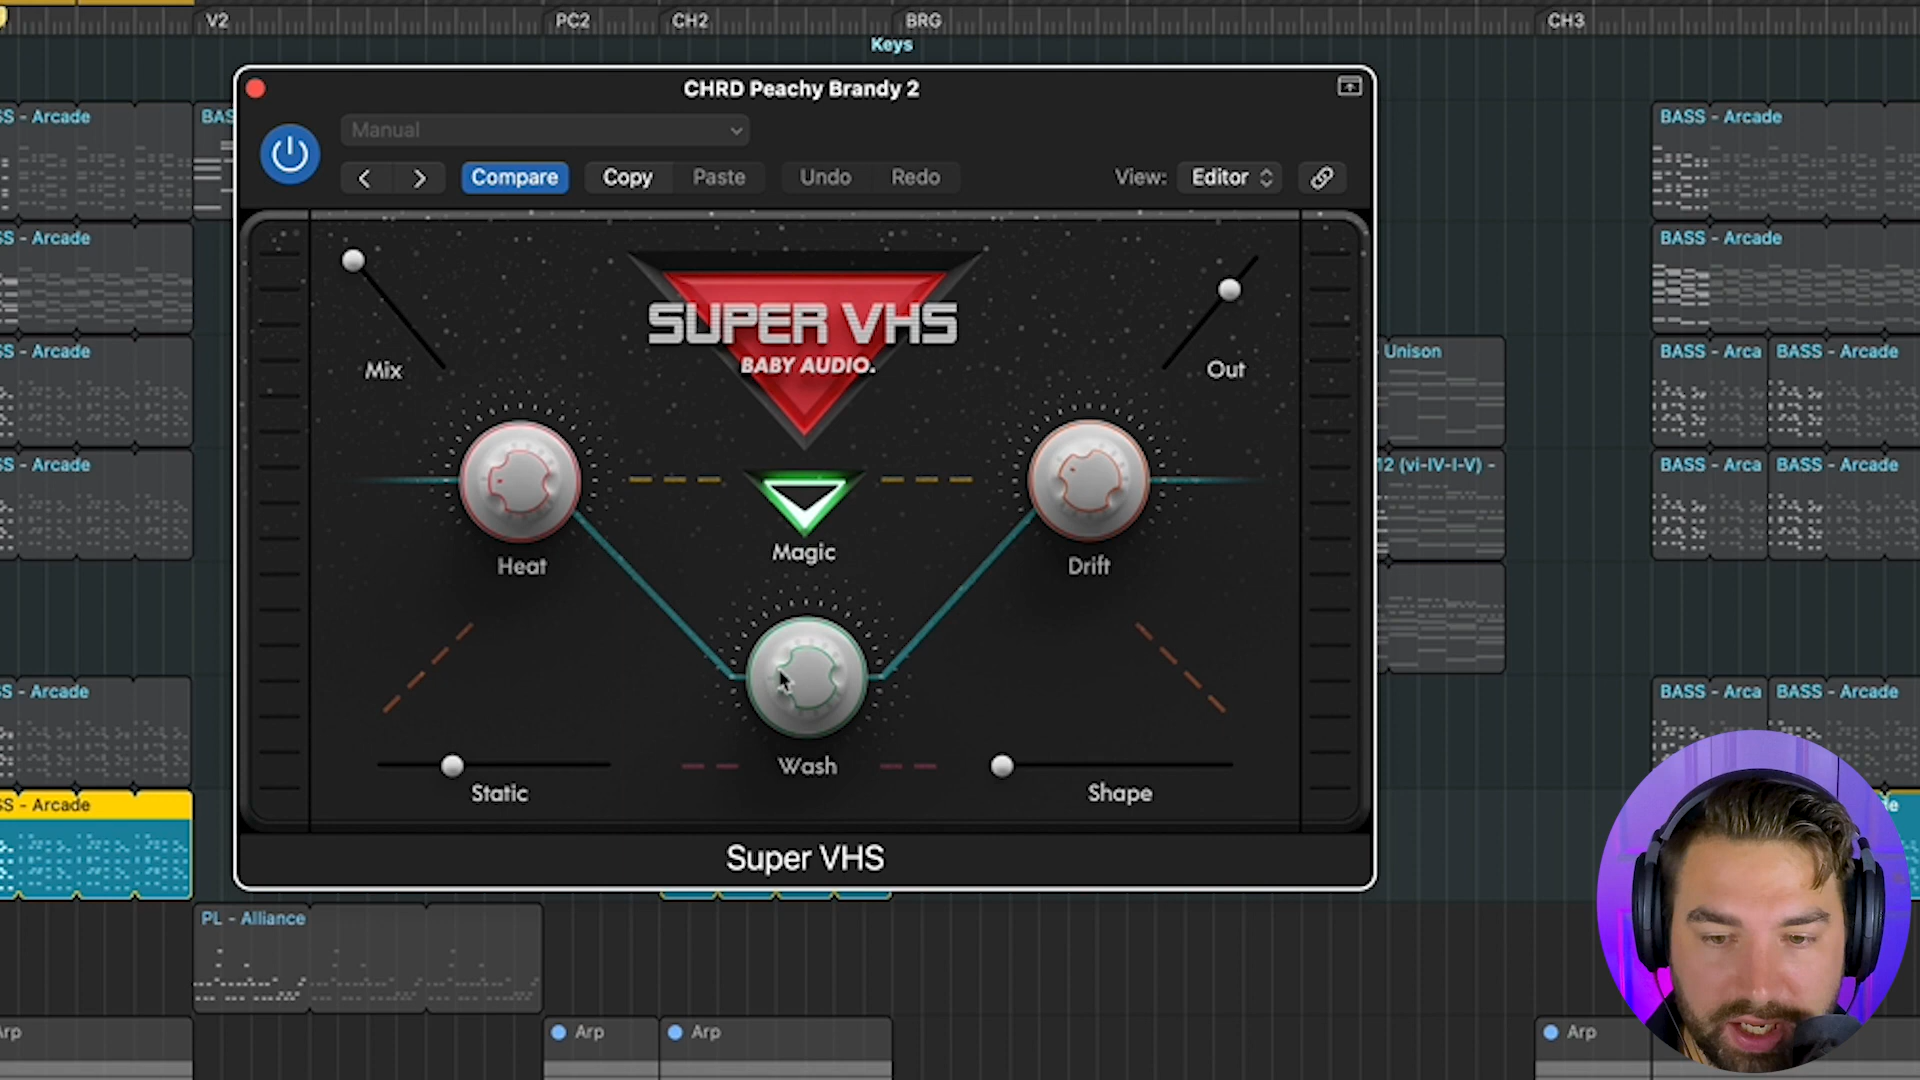 V2
PC2
CH2
BRG
CH3
Keys
CHRD Peachy Brandy 2
Manual
Compare
Copy
Paste
Undo
Redo
View:
Editor
SUPER VHS
BABY AUDIO.
Mix
Out
Heat
Magic
Drift
Wash
Static
Shape
Super VHS
SS - Arcade
BAS
BASS - Arcade
SS - Arcade
BASS - Arcade
SS - Arcade
- Unison
BASS - Arca
BASS - Arcade
SS - Arcade
12 (vi-IV-I-V) -
BASS - Arca
BASS - Arcade
SS - Arcade
BASS - Arca
BASS - Arcade
SS - Arcade
de
PL - Alliance
Arp
Arp
Arp
Arp